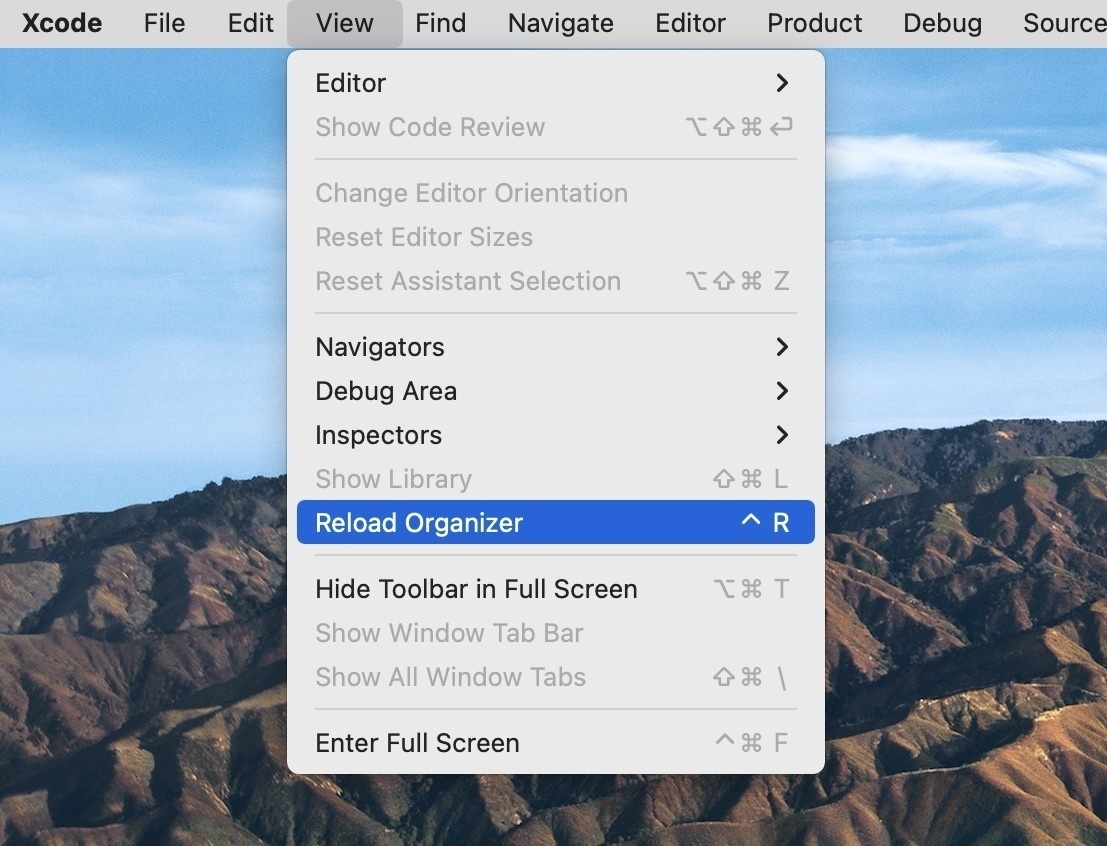 Xcode File Edit View Find Navigate Editor Product Debug Source
Editor
Show Code Review ⌥⇧⌘↩
Change Editor Orientation
Reset Editor Sizes
Reset Assistant Selection ⌥⇧⌘ Z
Navigators
Debug Area
Inspectors
Show Library ⇧⌘ L
Reload Organizer ^ R
Hide Toolbar in Full Screen ⌥⌘ T
Show Window Tab Bar
Show All Window Tabs ⇧⌘ \
Enter Full Screen ^⌘ F